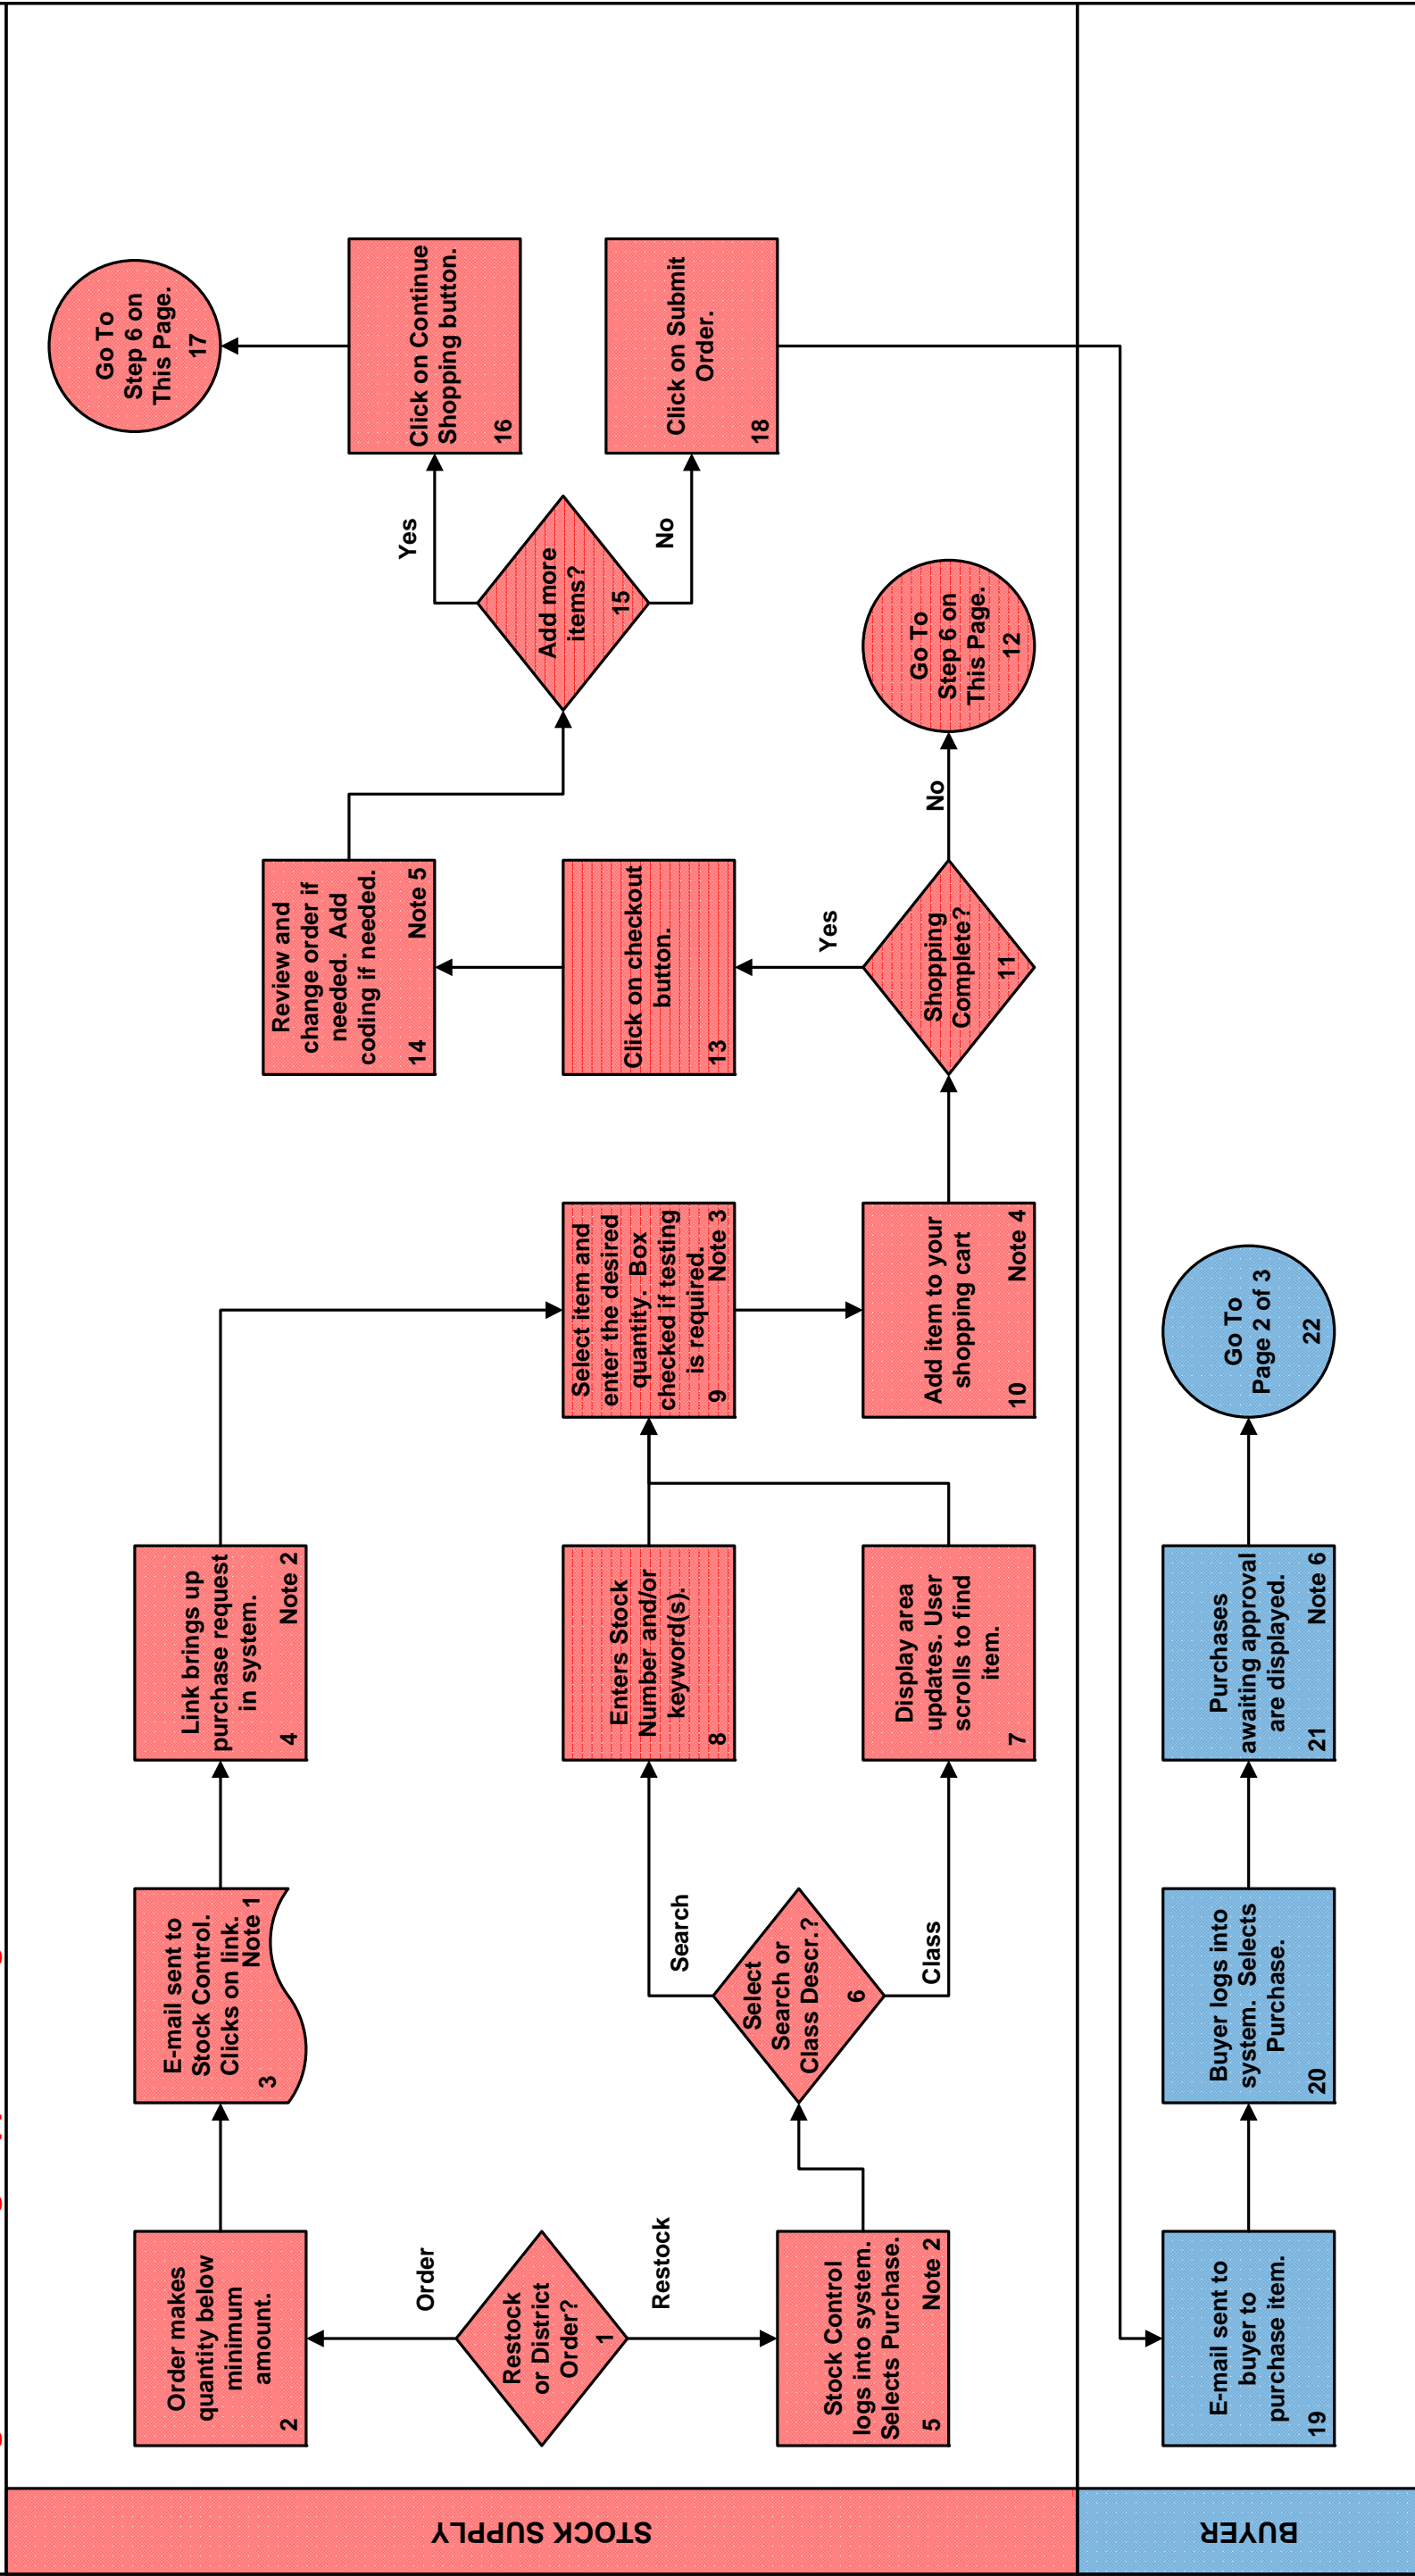 STOCK SUPPLY
Restock
or District
Order?
1
Order
Restock
Order makes
quantity below
minimum
amount.
2
E-mail sent to
Stock Control.
Clicks on link.
3 Note 1
Link brings up
purchase request
in system.
4 Note 2
Stock Control
logs into system.
Selects Purchase.
5 Note 2
Select
Search or
Class Descr.?
6
Search
Class
Display area
updates. User
scrolls to find
item.
7
Enters Stock
Number and/or
keyword(s).
8
Select item and
enter the desired
quantity. Box
checked if testing
is required.
9 Note 3
Add item to your
shopping cart
10 Note 4
Shopping
Complete?
11
No
Yes
Go To
Step 6 on
This Page.
12
Click on checkout
button.
13
Review and
change order if
needed. Add
coding if needed.
14 Note 5
Add more
items?
15
Yes
No
Click on Continue
Shopping button.
16
Go To
Step 6 on
This Page.
17
Click on Submit
Order.
18
BUYER
E-mail sent to
buyer to
purchase item.
19
Buyer logs into
system. Selects
Purchase.
20
Purchases
awaiting approval
are displayed.
21 Note 6
Go To
Page 2 of 3
22